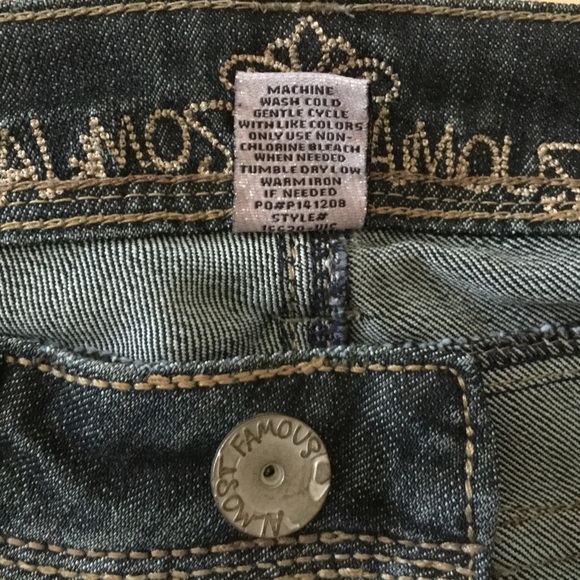 ALMOST FAMOUS
MACHINE
WASH COLD
GENTLE CYCLE
WITH LIKE COLORS
ONLY USE NON-
CHLORINE BLEACH
WHEN NEEDED
TUMBLE DAY LOW
WARM IRON
IF NEEDED
PO#P141208
STYLE#
ALMOST FAMOUS